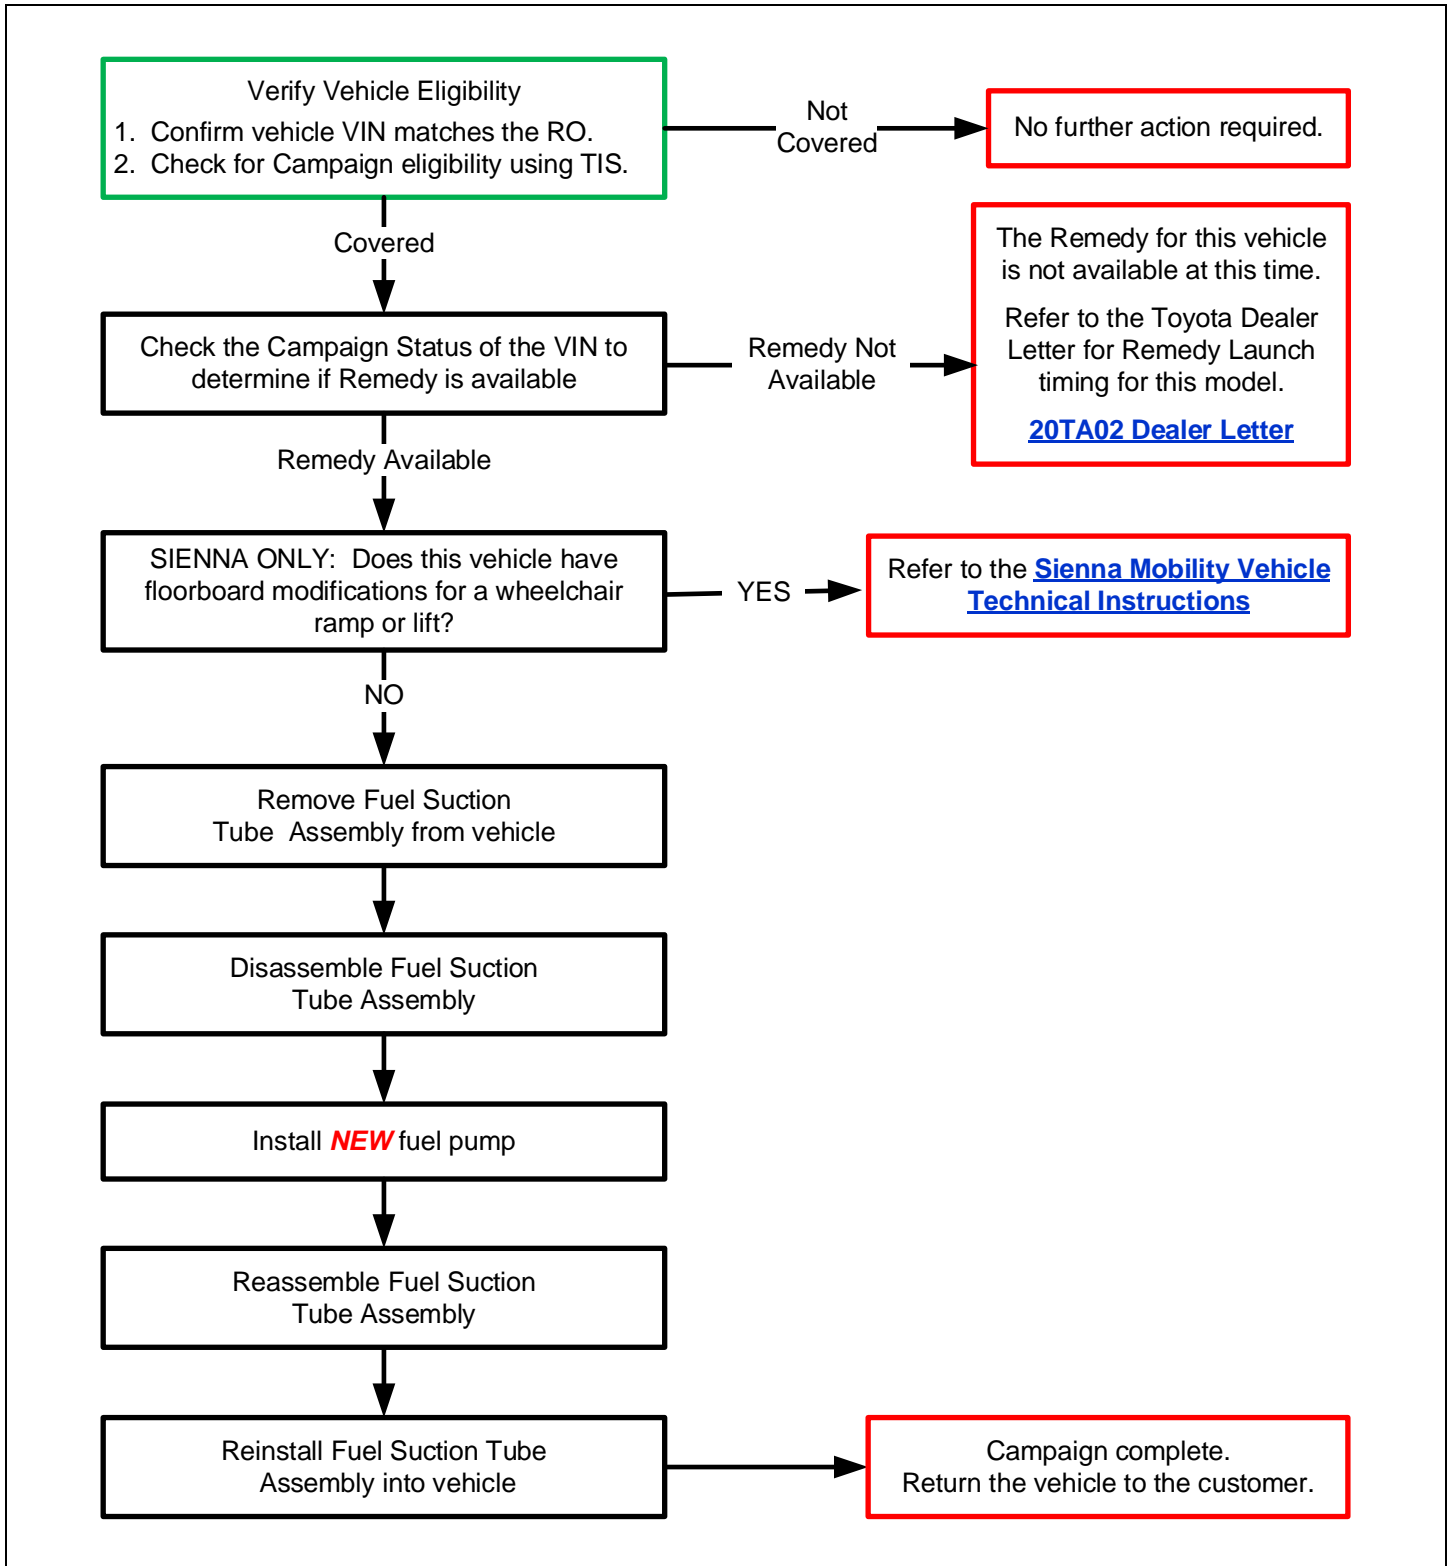 Verify Vehicle Eligibility
1. Confirm vehicle VIN matches the RO.
2. Check for Campaign eligibility using TIS.
Not
Covered
No further action required.
Covered
The Remedy for this vehicle
is not available at this time.
Refer to the Toyota Dealer
Letter for Remedy Launch
timing for this model.
20TA02 Dealer Letter
Check the Campaign Status of the VIN to
determine if Remedy is available
Remedy Not
Available
Remedy Available
SIENNA ONLY: Does this vehicle have
floorboard modifications for a wheelchair
ramp or lift?
YES
Refer to the Sienna Mobility Vehicle
Technical Instructions
NO
Remove Fuel Suction
Tube Assembly from vehicle
Disassemble Fuel Suction
Tube Assembly
Install NEW fuel pump
Reassemble Fuel Suction
Tube Assembly
Reinstall Fuel Suction Tube
Assembly into vehicle
Campaign complete.
Return the vehicle to the customer.